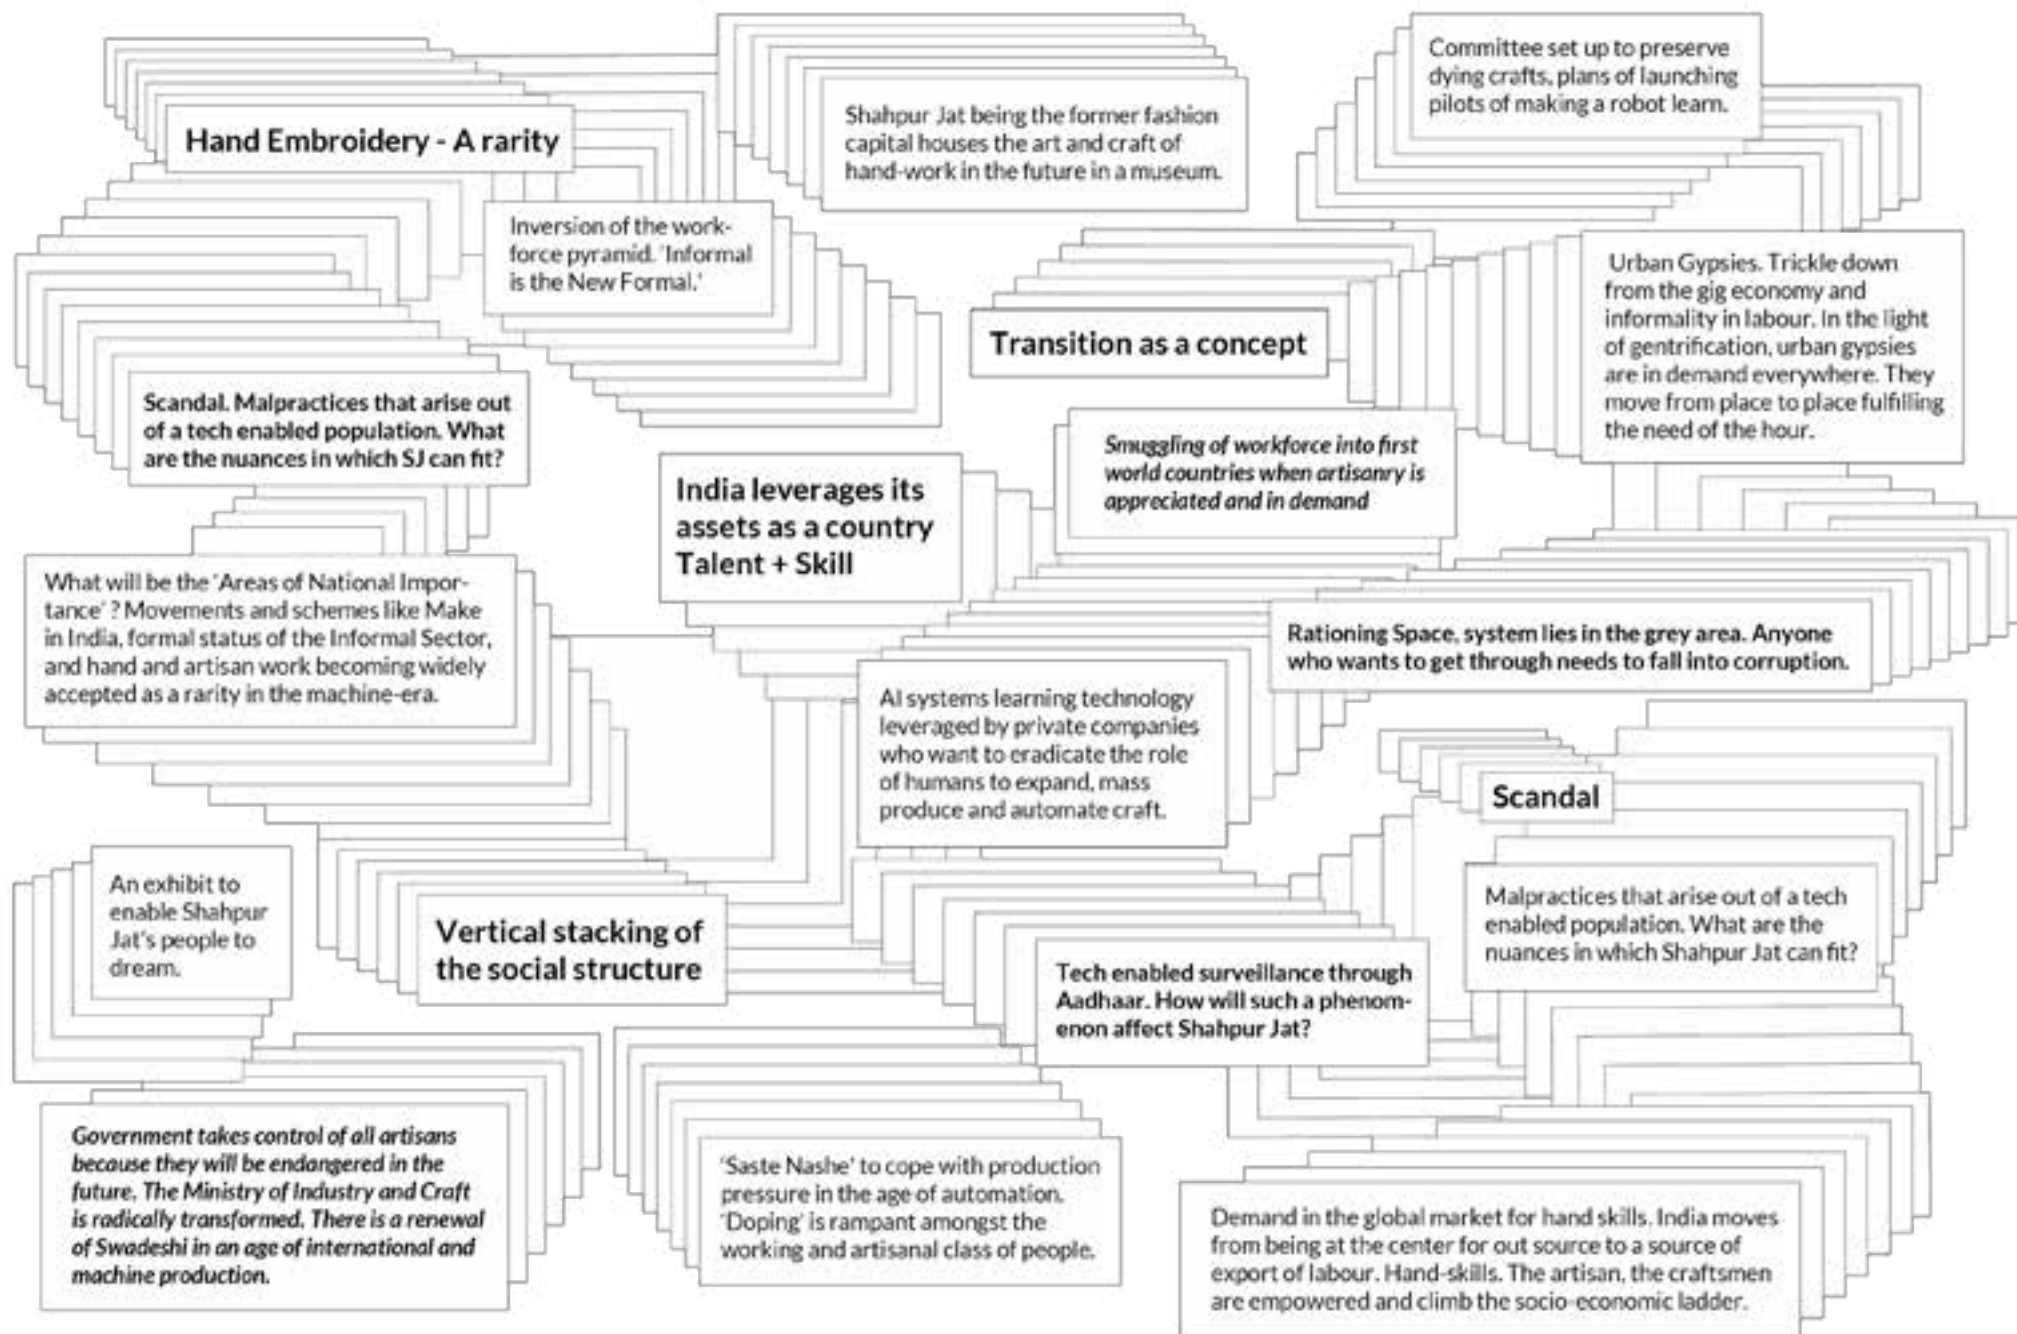 Hand Embroidery - A rarity
Shahpur Jat being the former fashion
capital houses the art and craft of
hand-work in the future in a museum.
Committee set up to preserve
dying crafts, plans of launching
pilots of making a robot learn.
Inversion of the work-
force pyramid. 'Informal
is the New Formal.'
Transition as a concept
Urban Gypsies. Trickle down
from the gig economy and
informality in labour. In the light
of gentrification, urban gypsies
are in demand everywhere. They
move from place to place fulfilling
the need of the hour.
Scandal. Malpractices that arise out
of a tech enabled population. What
are the nuances in which SJ can fit?
India leverages its
assets as a country
Talent + Skill
Smuggling of workforce into first
world countries when artisanry is
appreciated and in demand
What will be the 'Areas of National Impor-
tance' ? Movements and schemes like Make
in India, formal status of the Informal Sector,
and hand and artisan work becoming widely
accepted as a rarity in the machine-era.
Rationing Space, system lies in the grey area. Anyone
who wants to get through needs to fall into corruption.
AI systems learning technology
leveraged by private companies
who want to eradicate the role
of humans to expand, mass
produce and automate craft.
Scandal
Malpractices that arise out of a tech
enabled population. What are the
nuances in which Shahpur Jat can fit?
An exhibit to
enable Shahpur
Jat's people to
dream.
Vertical stacking of
the social structure
Tech enabled surveillance through
Aadhaar. How will such a phenom-
enon affect Shahpur Jat?
Government takes control of all artisans
because they will be endangered in the
future. The Ministry of Industry and Craft
is radically transformed. There is a renewal
of Swadeshi in an age of international and
machine production.
'Saste Nashe' to cope with production
pressure in the age of automation.
'Doping' is rampant amongst the
working and artisanal class of people.
Demand in the global market for hand skills. India moves
from being at the center for out source to a source of
export of labour. Hand-skills. The artisan, the craftsmen
are empowered and climb the socio-economic ladder.